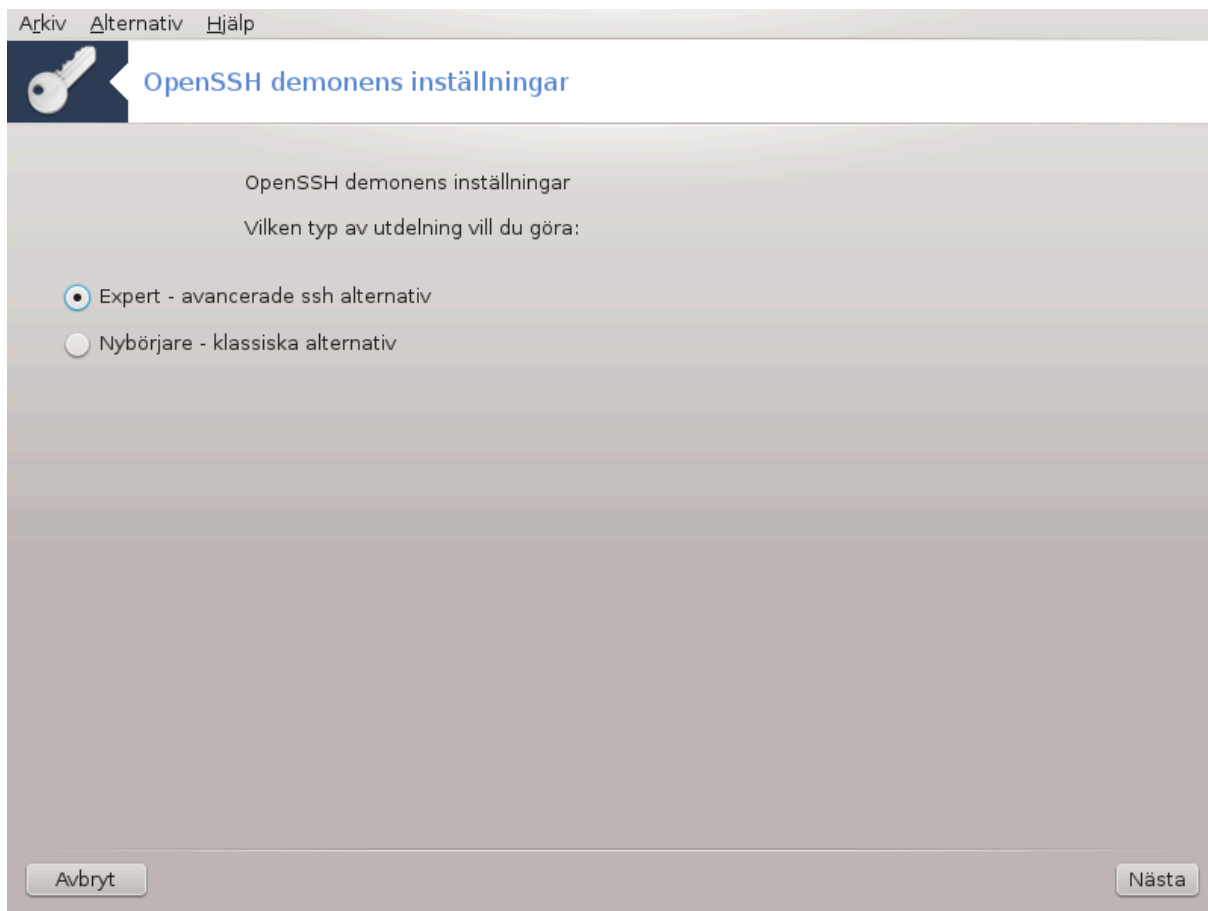 Arkiv Alternativ Hjälp
OpenSSH demonens inställningar
OpenSSH demonens inställningar
Vilken typ av utdelning vill du göra:
Expert - avancerade ssh alternativ
Nybörjare - klassiska alternativ
Avbryt Nästa